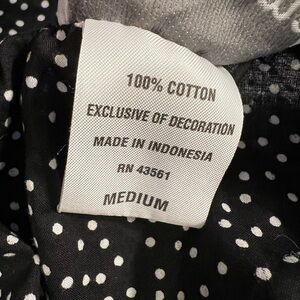 100% COTTON
EXCLUSIVE OF DECORATION
MADE IN INDONESIA
RN 43561
MEDIUM